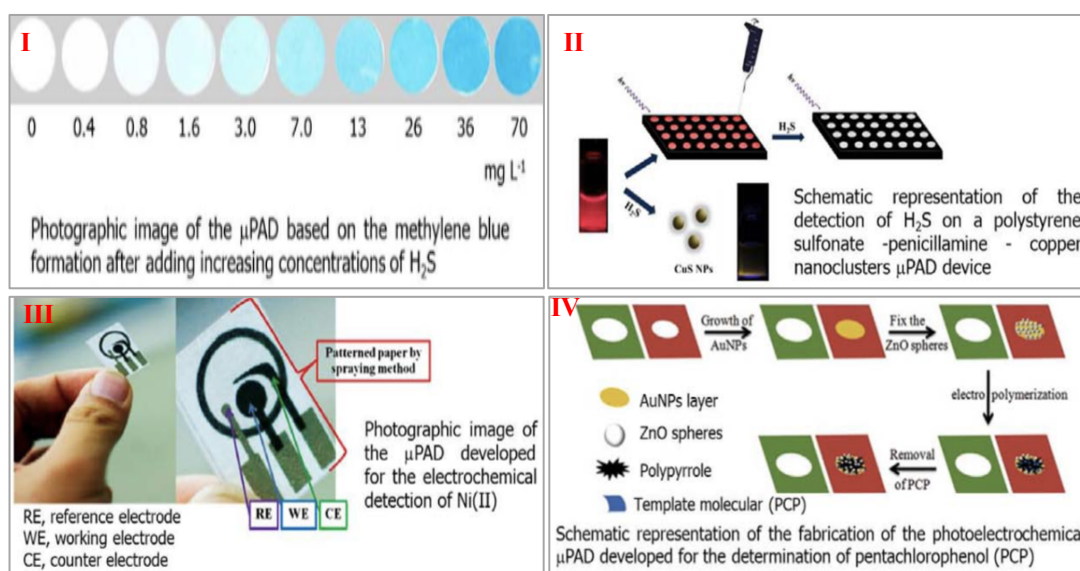 I
0 0.4 0.8 1.6 3.0 7.0 13 26 36 70
mg L⁻¹
Photographic image of the μPAD based on the methylene blue
formation after adding increasing concentrations of H₂S
II
hν
hν
H₂S
H₂S
CuS NPs
Schematic representation of the
detection of H₂S on a polystyrene
sulfonate -penicillamine - copper
nanoclusters μPAD device
III
Patterned paper by
spraying method
RE WE CE
Photographic image of
the μPAD developed
for the electrochemical
detection of Ni(II)
RE, reference electrode
WE, working electrode
CE, counter electrode
IV
Growth of
AuNPs
Fix the
ZnO spheres
electro polymerization
AuNPs layer
ZnO spheres
Polypyrrole
Template molecular (PCP)
Removal
of PCP
Schematic representation of the fabrication of the photoelectrochemica
μPAD developed for the determination of pentachlorophenol (PCP)